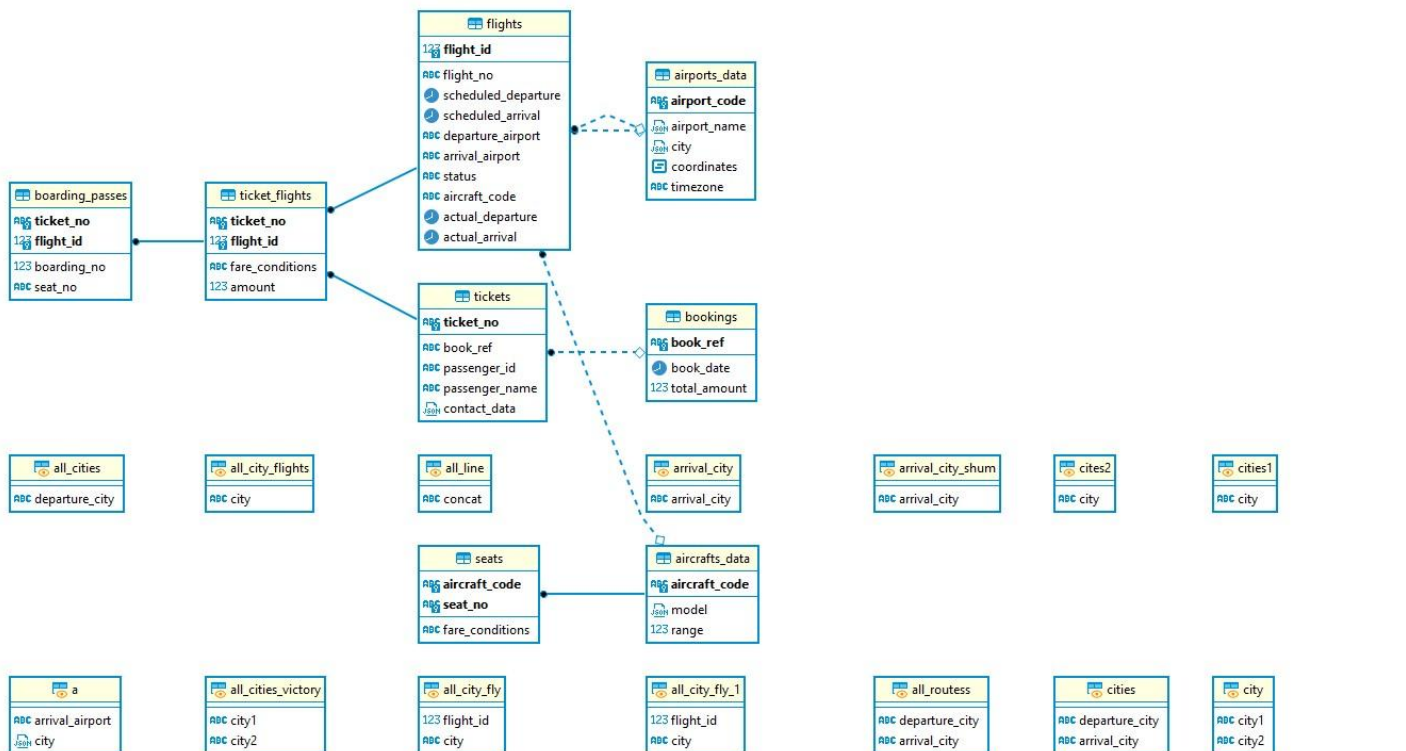 flights
flight_id
flight_no
scheduled_departure
scheduled_arrival
departure_airport
arrival_airport
status
aircraft_code
actual_departure
actual_arrival
airports_data
airport_code
airport_name
city
coordinates
timezone
boarding_passes
ticket_no
flight_id
boarding_no
seat_no
ticket_flights
ticket_no
flight_id
fare_conditions
amount
tickets
ticket_no
book_ref
passenger_id
passenger_name
contact_data
bookings
book_ref
book_date
total_amount
all_cities
departure_city
all_city_flights
city
all_line
concat
arrival_city
arrival_city
arrival_city_shum
arrival_city
cites2
city
cities1
city
seats
aircraft_code
seat_no
fare_conditions
aircrafts_data
aircraft_code
model
range
a
arrival_airport
city
all_cities_victory
city1
city2
all_city_fly
flight_id
city
all_city_fly_1
flight_id
city
all_routess
departure_city
arrival_city
cities
departure_city
arrival_city
city
city1
city2